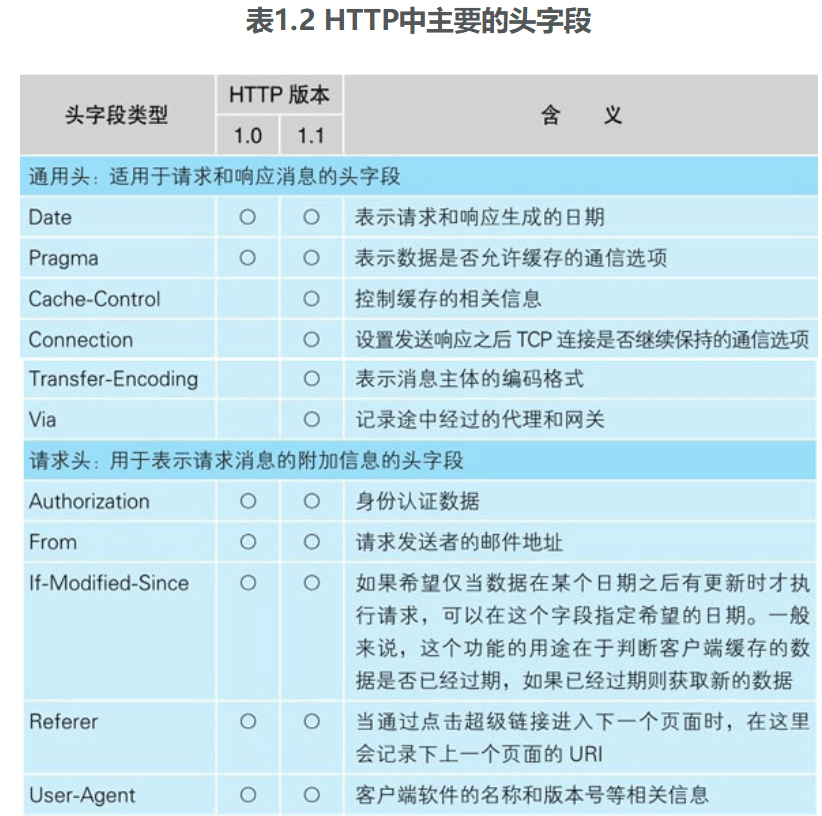 表1.2 HTTP中主要的头字段
头字段类型
HTTP 版本
含 义
1.0 1.1
通用头：适用于请求和响应消息的头字段
Date ○ ○ 表示请求和响应生成的日期
Pragma ○ ○ 表示数据是否允许缓存的通信选项
Cache-Control ○ 控制缓存的相关信息
Connection ○ 设置发送响应之后 TCP 连接是否继续保持的通信选项
Transfer-Encoding ○ 表示消息主体的编码格式
Via ○ 记录途中经过的代理和网关
请求头：用于表示请求消息的附加信息的头字段
Authorization ○ ○ 身份认证数据
From ○ ○ 请求发送者的邮件地址
If-Modified-Since ○ ○ 如果希望仅当数据在某个日期之后有更新时才执
行请求，可以在这个字段指定希望的日期。一般
来说，这个功能的用途在于判断客户端缓存的数
据是否已经过期，如果已经过期则获取新的数据
Referer ○ ○ 当通过点击超级链接进入下一个页面时，在这里
会记录下上一个页面的 URI
User-Agent ○ ○ 客户端软件的名称和版本号等相关信息